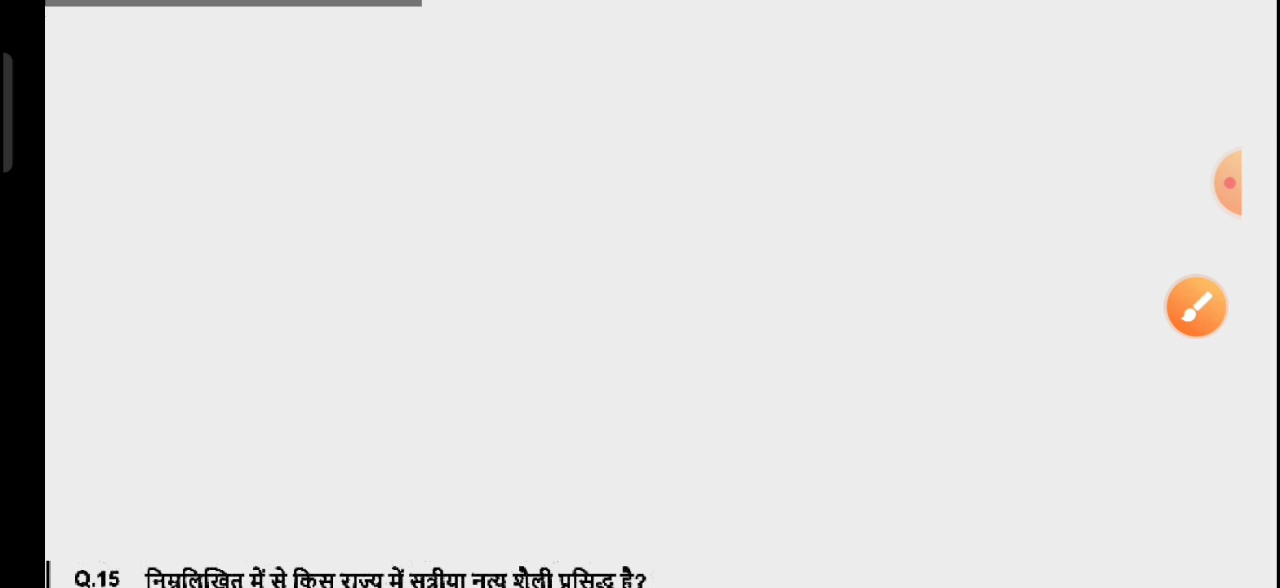 Q.15 निम्नलिखित में से किस राज्य में सत्रीया नृत्य शैली प्रसिद्ध है?